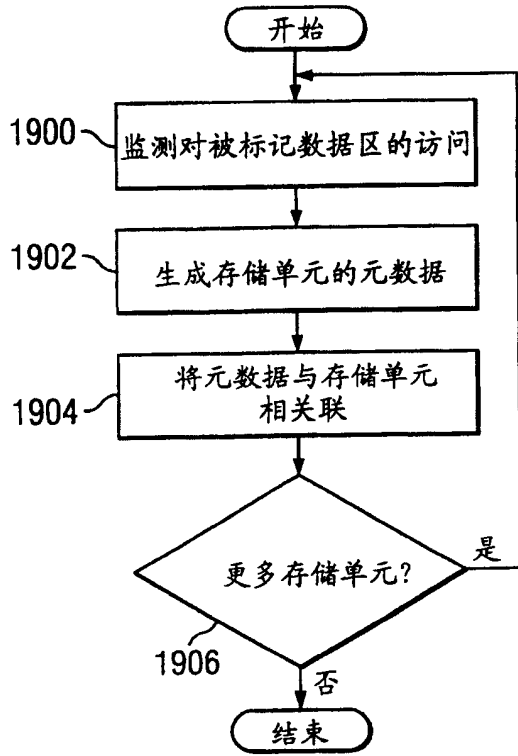 开始
1900
监测对被标记数据区的访问
1902
生成存储单元的元数据
1904
将元数据与存储单元
相关联
更多存储单元?
是
1906
否
结束